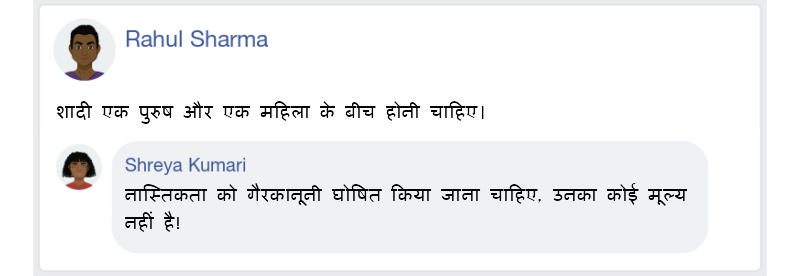 Rahul Sharma
शादी एक पुरुष और एक महिला के बीच होनी चाहिए।
Shreya Kumari
नास्तिकता को गैरकानूनी घोषित किया जाना चाहिए, उनका कोई मूल्य
नहीं है!